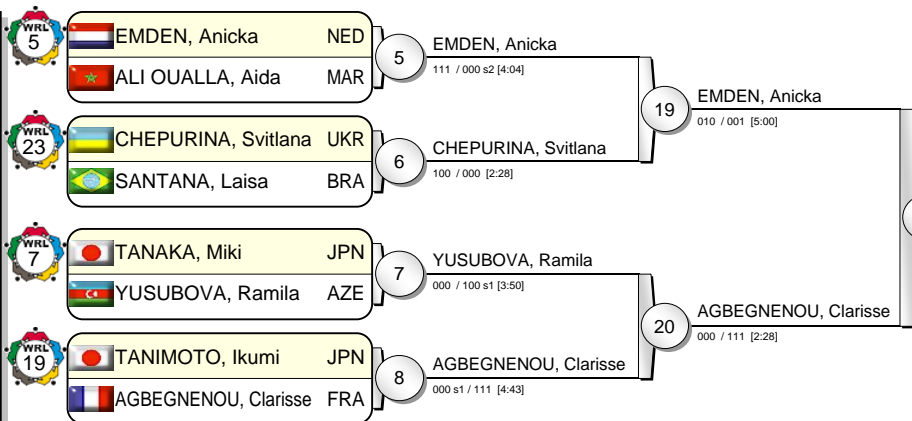 WRL
5
EMDEN, Anicka NED
ALI OUALLA, Aida MAR
5
EMDEN, Anicka
111 / 000 s2 [4:04]
WRL
23
CHEPURINA, Svitlana UKR
SANTANA, Laisa BRA
6
CHEPURINA, Svitlana
100 / 000 [2:28]
19
EMDEN, Anicka
010 / 001 [5:00]
WRL
7
TANAKA, Miki JPN
YUSUBOVA, Ramila AZE
7
YUSUBOVA, Ramila
000 / 100 s1 [3:50]
WRL
19
TANIMOTO, Ikumi JPN
AGBEGNENOU, Clarisse FRA
8
AGBEGNENOU, Clarisse
000 s1 / 111 [4:43]
20
AGBEGNENOU, Clarisse
000 / 111 [2:28]